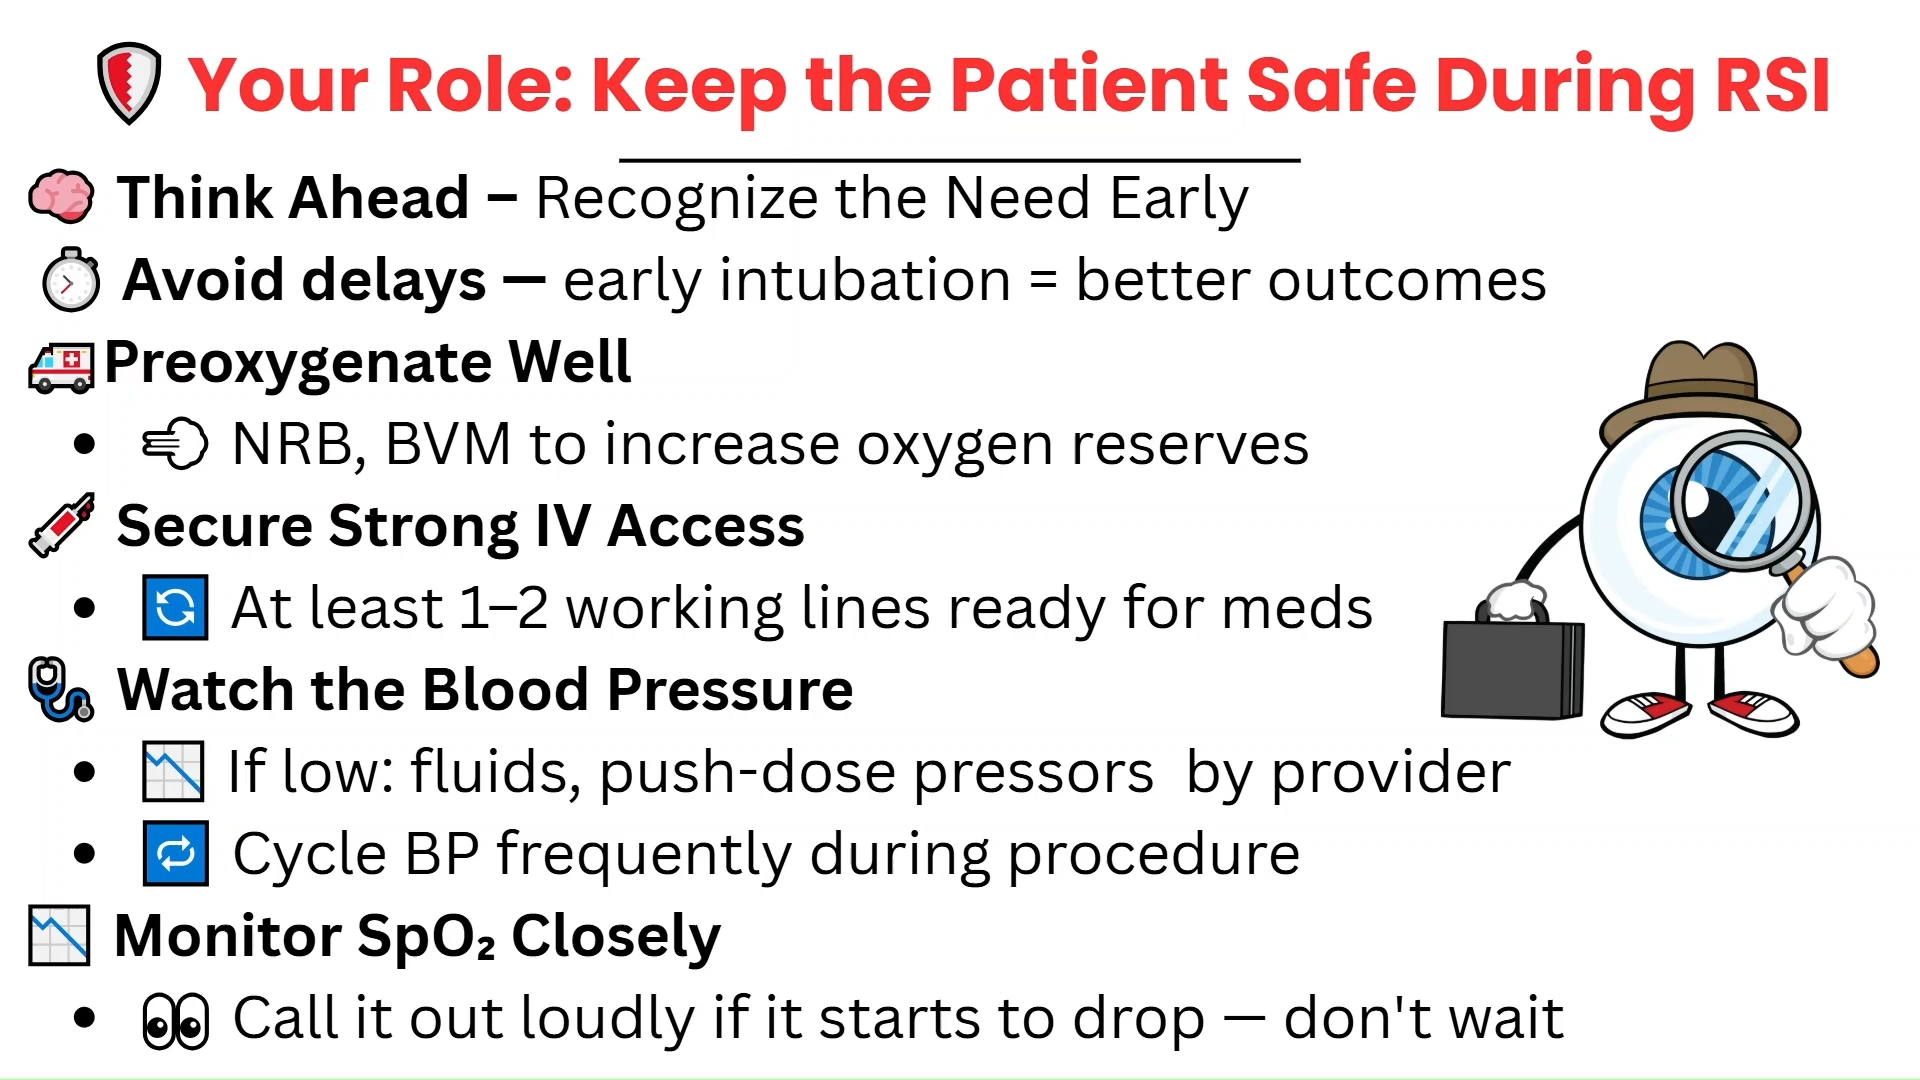 Your Role: Keep the Patient Safe During RSI
Think Ahead – Recognize the Need Early
Avoid delays — early intubation = better outcomes
Preoxygenate Well
• NRB, BVM to increase oxygen reserves
Secure Strong IV Access
• At least 1–2 working lines ready for meds
Watch the Blood Pressure
• If low: fluids, push-dose pressors by provider
• Cycle BP frequently during procedure
Monitor SpO₂ Closely
• Call it out loudly if it starts to drop — don't wait